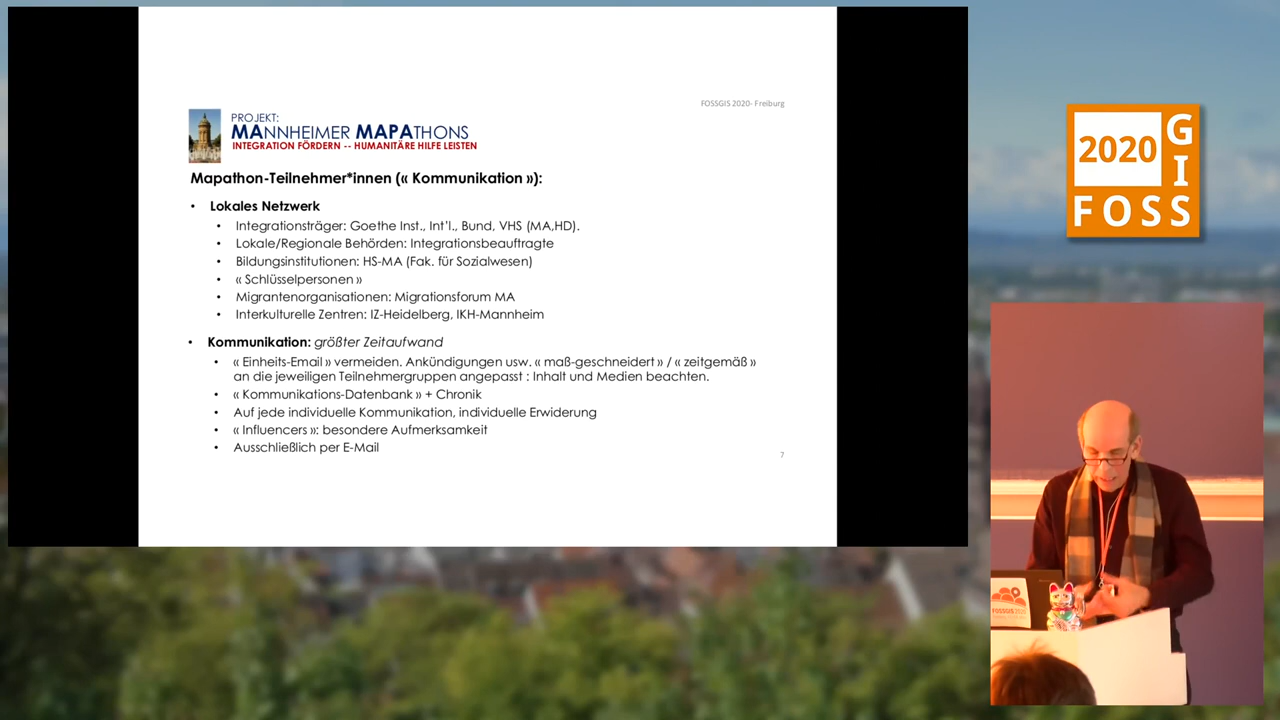 FOSSGIS 2020- Freiburg
PROJEKT:
MANNHEIMER MAPATHONS
INTEGRATION FÖRDERN -- HUMANITÄRE HILFE LEISTEN
Mapathon-Teilnehmer*innen (« Kommunikation »):
• Lokales Netzwerk
• Integrationsträger: Goethe Inst., Int'l., Bund, VHS (MA,HD).
• Lokale/Regionale Behörden: Integrationsbeauftragte
• Bildungsinstitutionen: HS-MA (Fak. für Sozialwesen)
• « Schlüsselpersonen »
• Migrantenorganisationen: Migrationsforum MA
• Interkulturelle Zentren: IZ-Heidelberg, IKH-Mannheim
• Kommunikation: größter Zeitaufwand
• « Einheits-Email » vermeiden. Ankündigungen usw. « maß-geschneidert » / « zeitgemäß »
an die jeweiligen Teilnehmergruppen angepasst : Inhalt und Medien beachten.
• « Kommunikations-Datenbank » + Chronik
• Auf jede individuelle Kommunikation, individuelle Erwiderung
• « Influencers »: besondere Aufmerksamkeit
• Ausschließlich per E-Mail
7
2020
FOSS
GIS
FOSSGIS 2020